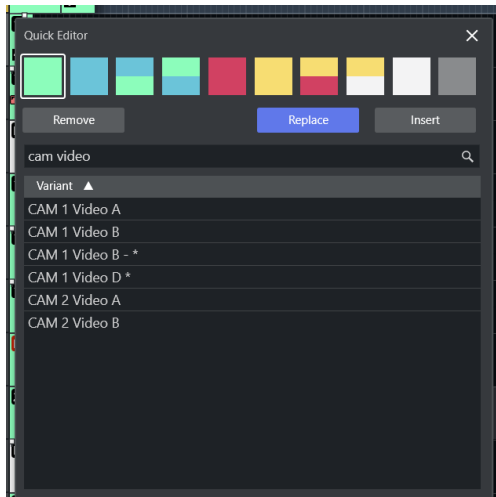 Quick Editor
Remove Replace Insert
cam video
Variant ▲
CAM 1 Video A
CAM 1 Video B
CAM 1 Video B - *
CAM 1 Video D *
CAM 2 Video A
CAM 2 Video B